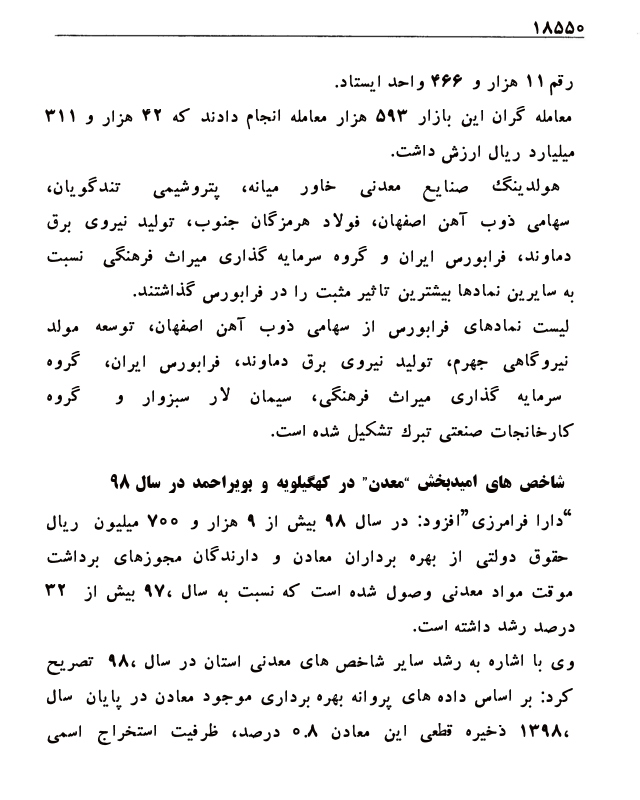 ۱۸۵۵۰
رقم ۱۱ هزار و ۴۶۶ واحد ایستاد.
معامله گران این بازار ۵۹۳ هزار معامله انجام دادند که ۴۲ هزار و ۳۱۱
میلیارد ریال ارزش داشت.
هولدینگ صنایع معدنی خاور میانه، پتروشیمی تندگویان،
سهامی ذوب آهن اصفهان، فولاد هرمزگان جنوب، تولید نیروی برق
دماوند، فرابورس ایران و گروه سرمایه گذاری میراث فرهنگی نسبت
به سایرین نمادها بیشترین تاثیر مثبت را در فرابورس گذاشتند.
لیست نمادهای فرابورس از سهامی ذوب آهن اصفهان، توسعه مولد
نیروگاهی جهرم، تولید نیروی برق دماوند، فرابورس ایران، گروه
سرمایه گذاری میراث فرهنگی، سیمان لار سبزوار و گروه
کارخانجات صنعتی تبرک تشکیل شده است.
شاخص های امیدبخش "معدن" در کهگیلویه و بویراحمد در سال ۹۸
"دارا فرامرزی"افزود: در سال ۹۸ بیش از ۹ هزار و ۷۰۰ میلیون ریال
حقوق دولتی از بهره برداران معادن و دارندگان مجوزهای برداشت
موقت مواد معدنی وصول شده است که نسبت به سال ،۹۷ بیش از ۳۲
درصد رشد داشته است.
وی با اشاره به رشد سایر شاخص های معدنی استان در سال ،۹۸ تصریح
کرد: بر اساس داده های پروانه بهره برداری موجود معادن در پایان سال
،۱۳۹۸ ذخیره قطعی این معادن ۰.۸ درصد، ظرفیت استخراج اسمی